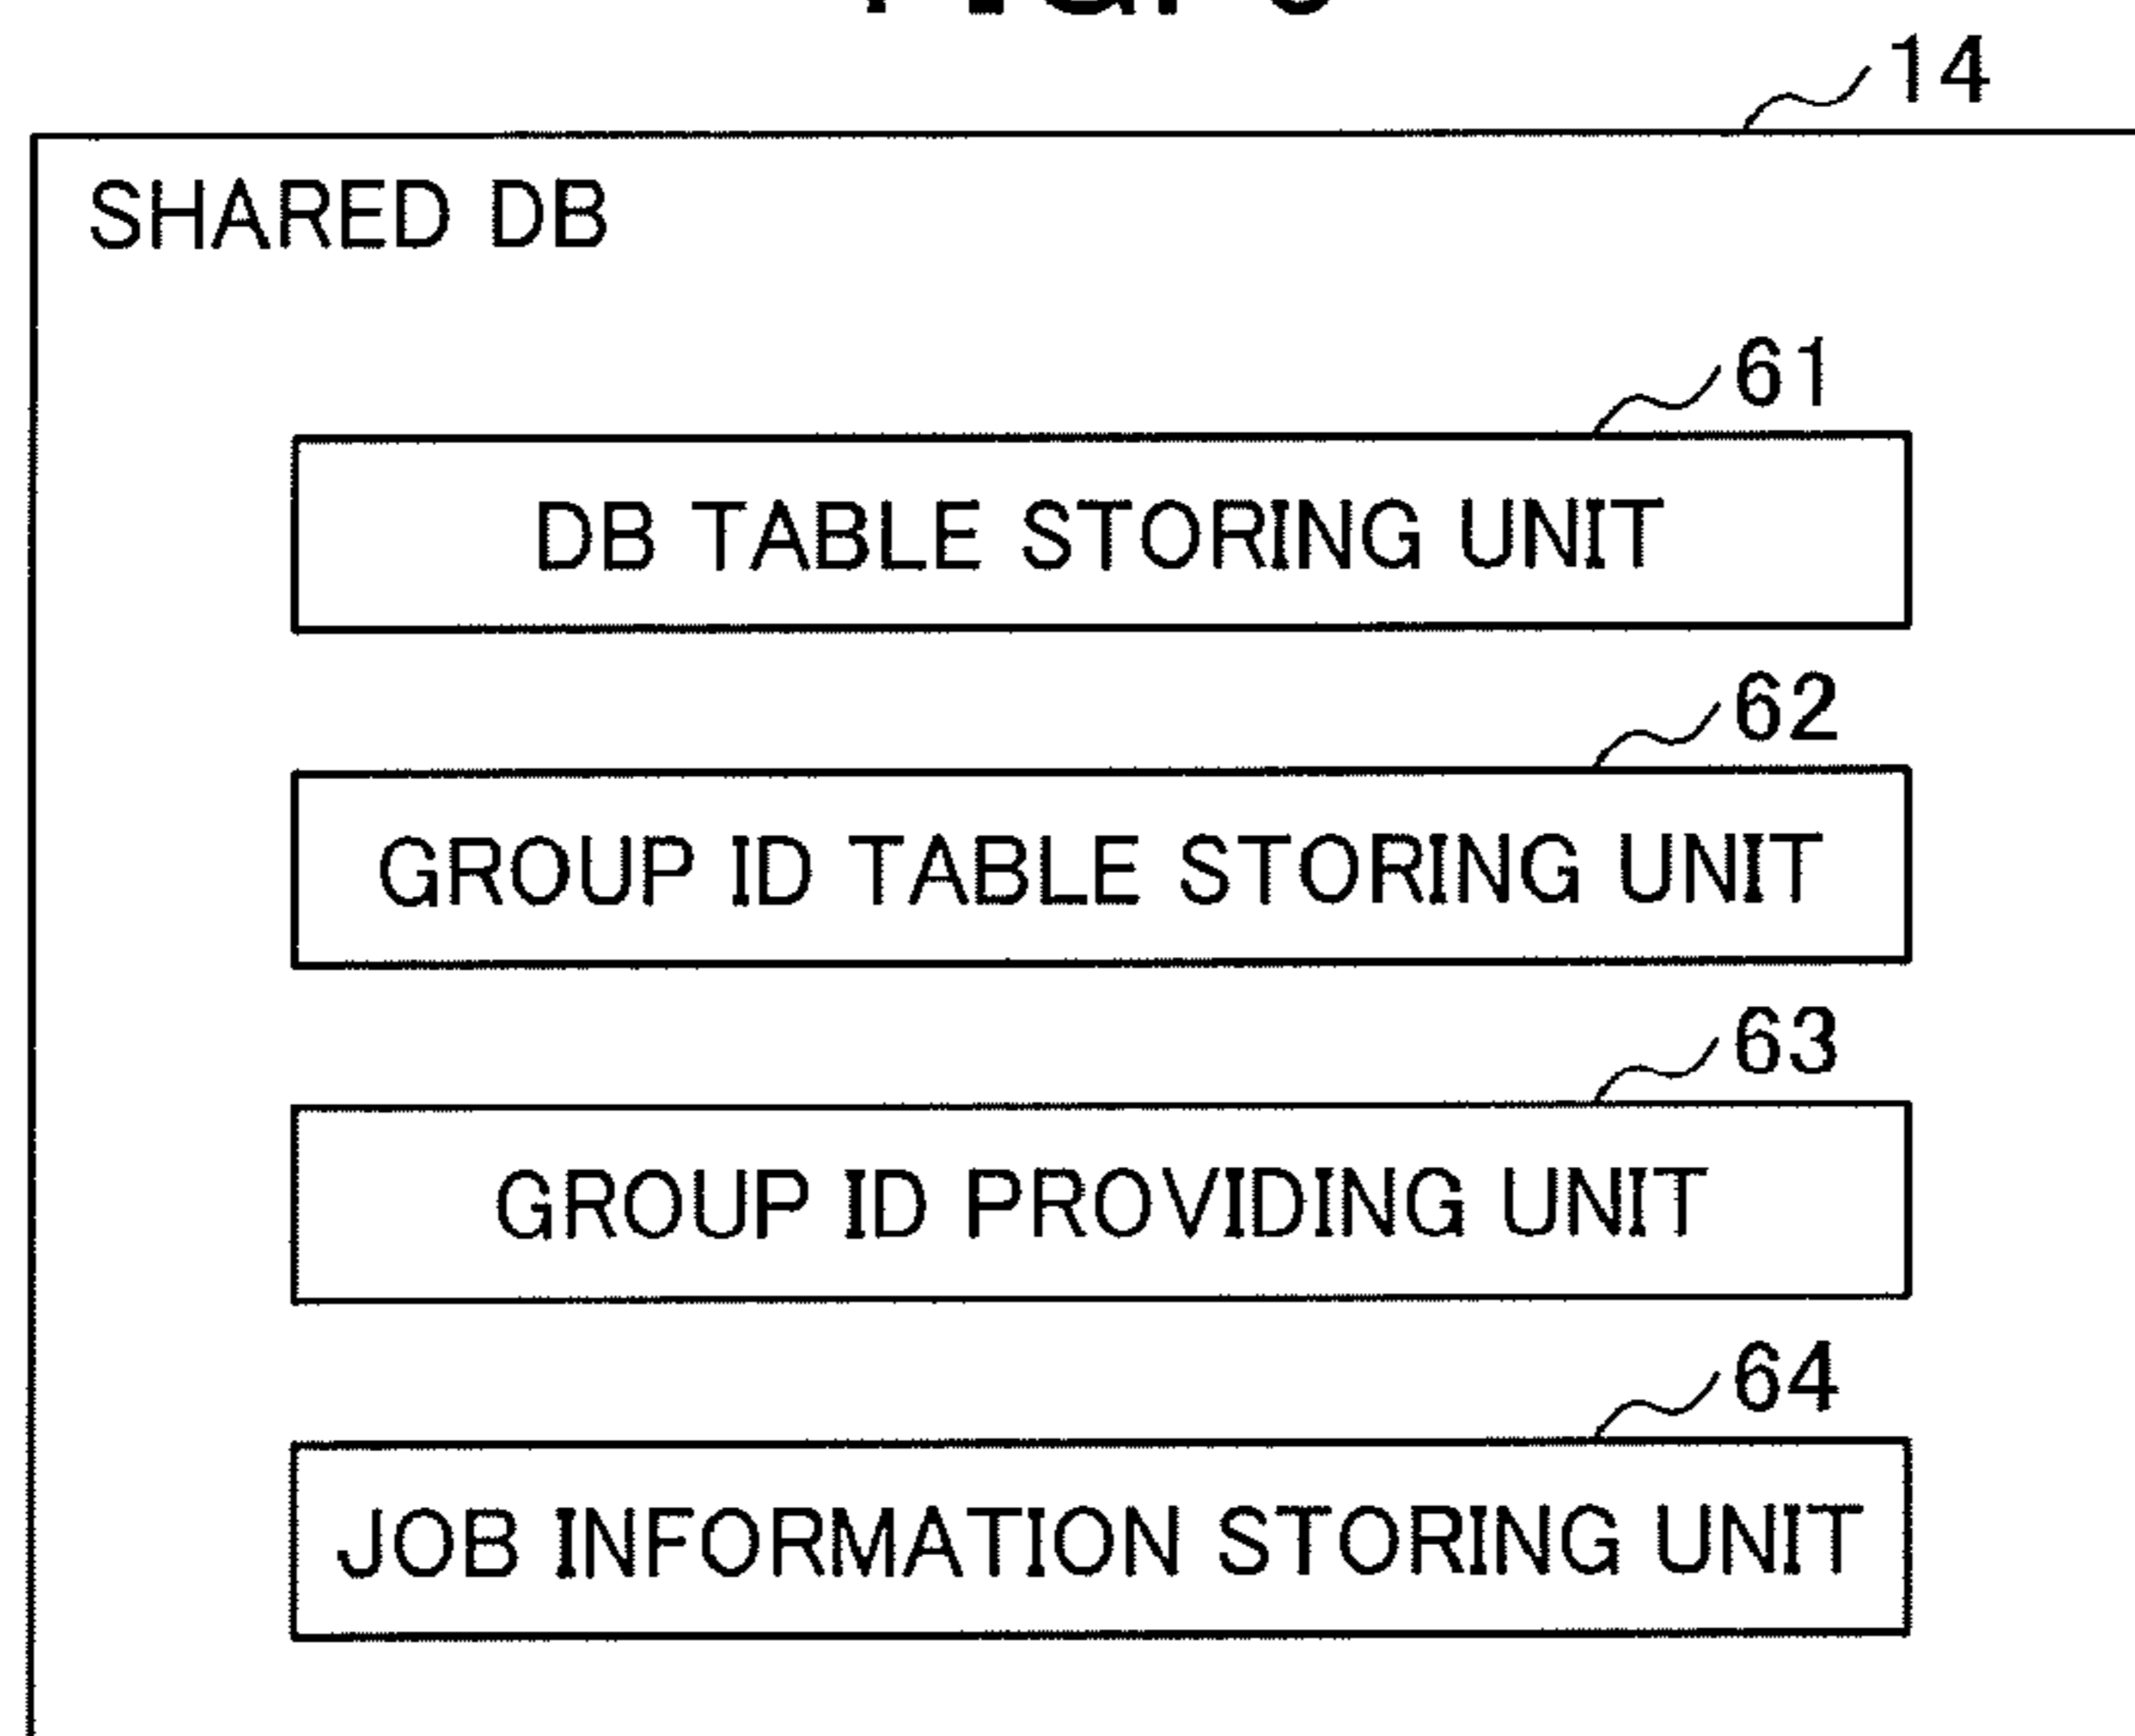 14
SHARED DB
61
DB TABLE STORING UNIT
62
GROUP ID TABLE STORING UNIT
63
GROUP ID PROVIDING UNIT
64
JOB INFORMATION STORING UNIT